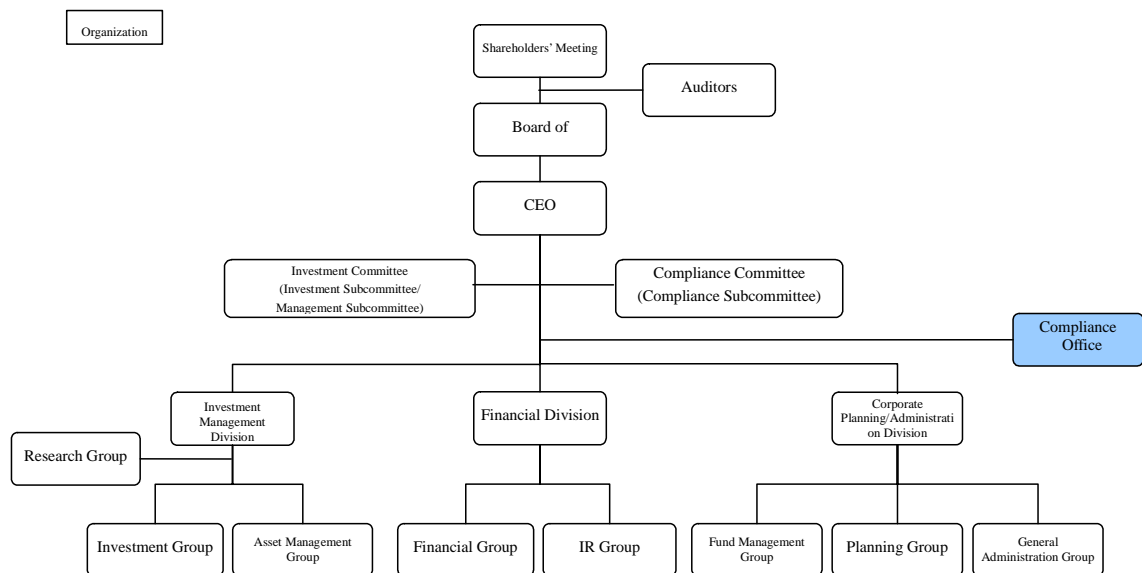 Organization
Shareholders' Meeting
Auditors
Board of
CEO
Investment Committee
(Investment Subcommittee/
Management Subcommittee)
Compliance Committee
(Compliance Subcommittee)
Compliance
Office
Investment
Management
Division
Financial Division
Corporate
Planning/Administrati
on Division
Research Group
Investment Group
Asset Management
Group
Financial Group
IR Group
Fund Management
Group
Planning Group
General
Administration Group